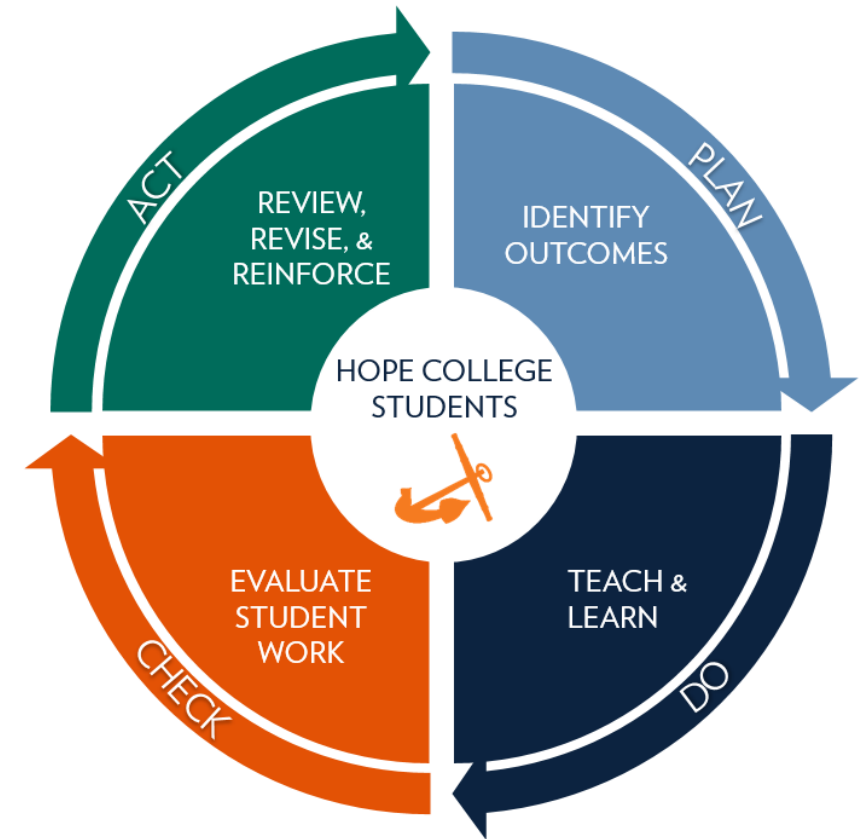 ACT
REVIEW,
REVISE, &
REINFORCE
PLAN
IDENTIFY
OUTCOMES
HOPE COLLEGE
STUDENTS
EVALUATE
STUDENT
WORK
CHECK
TEACH &
LEARN
DO